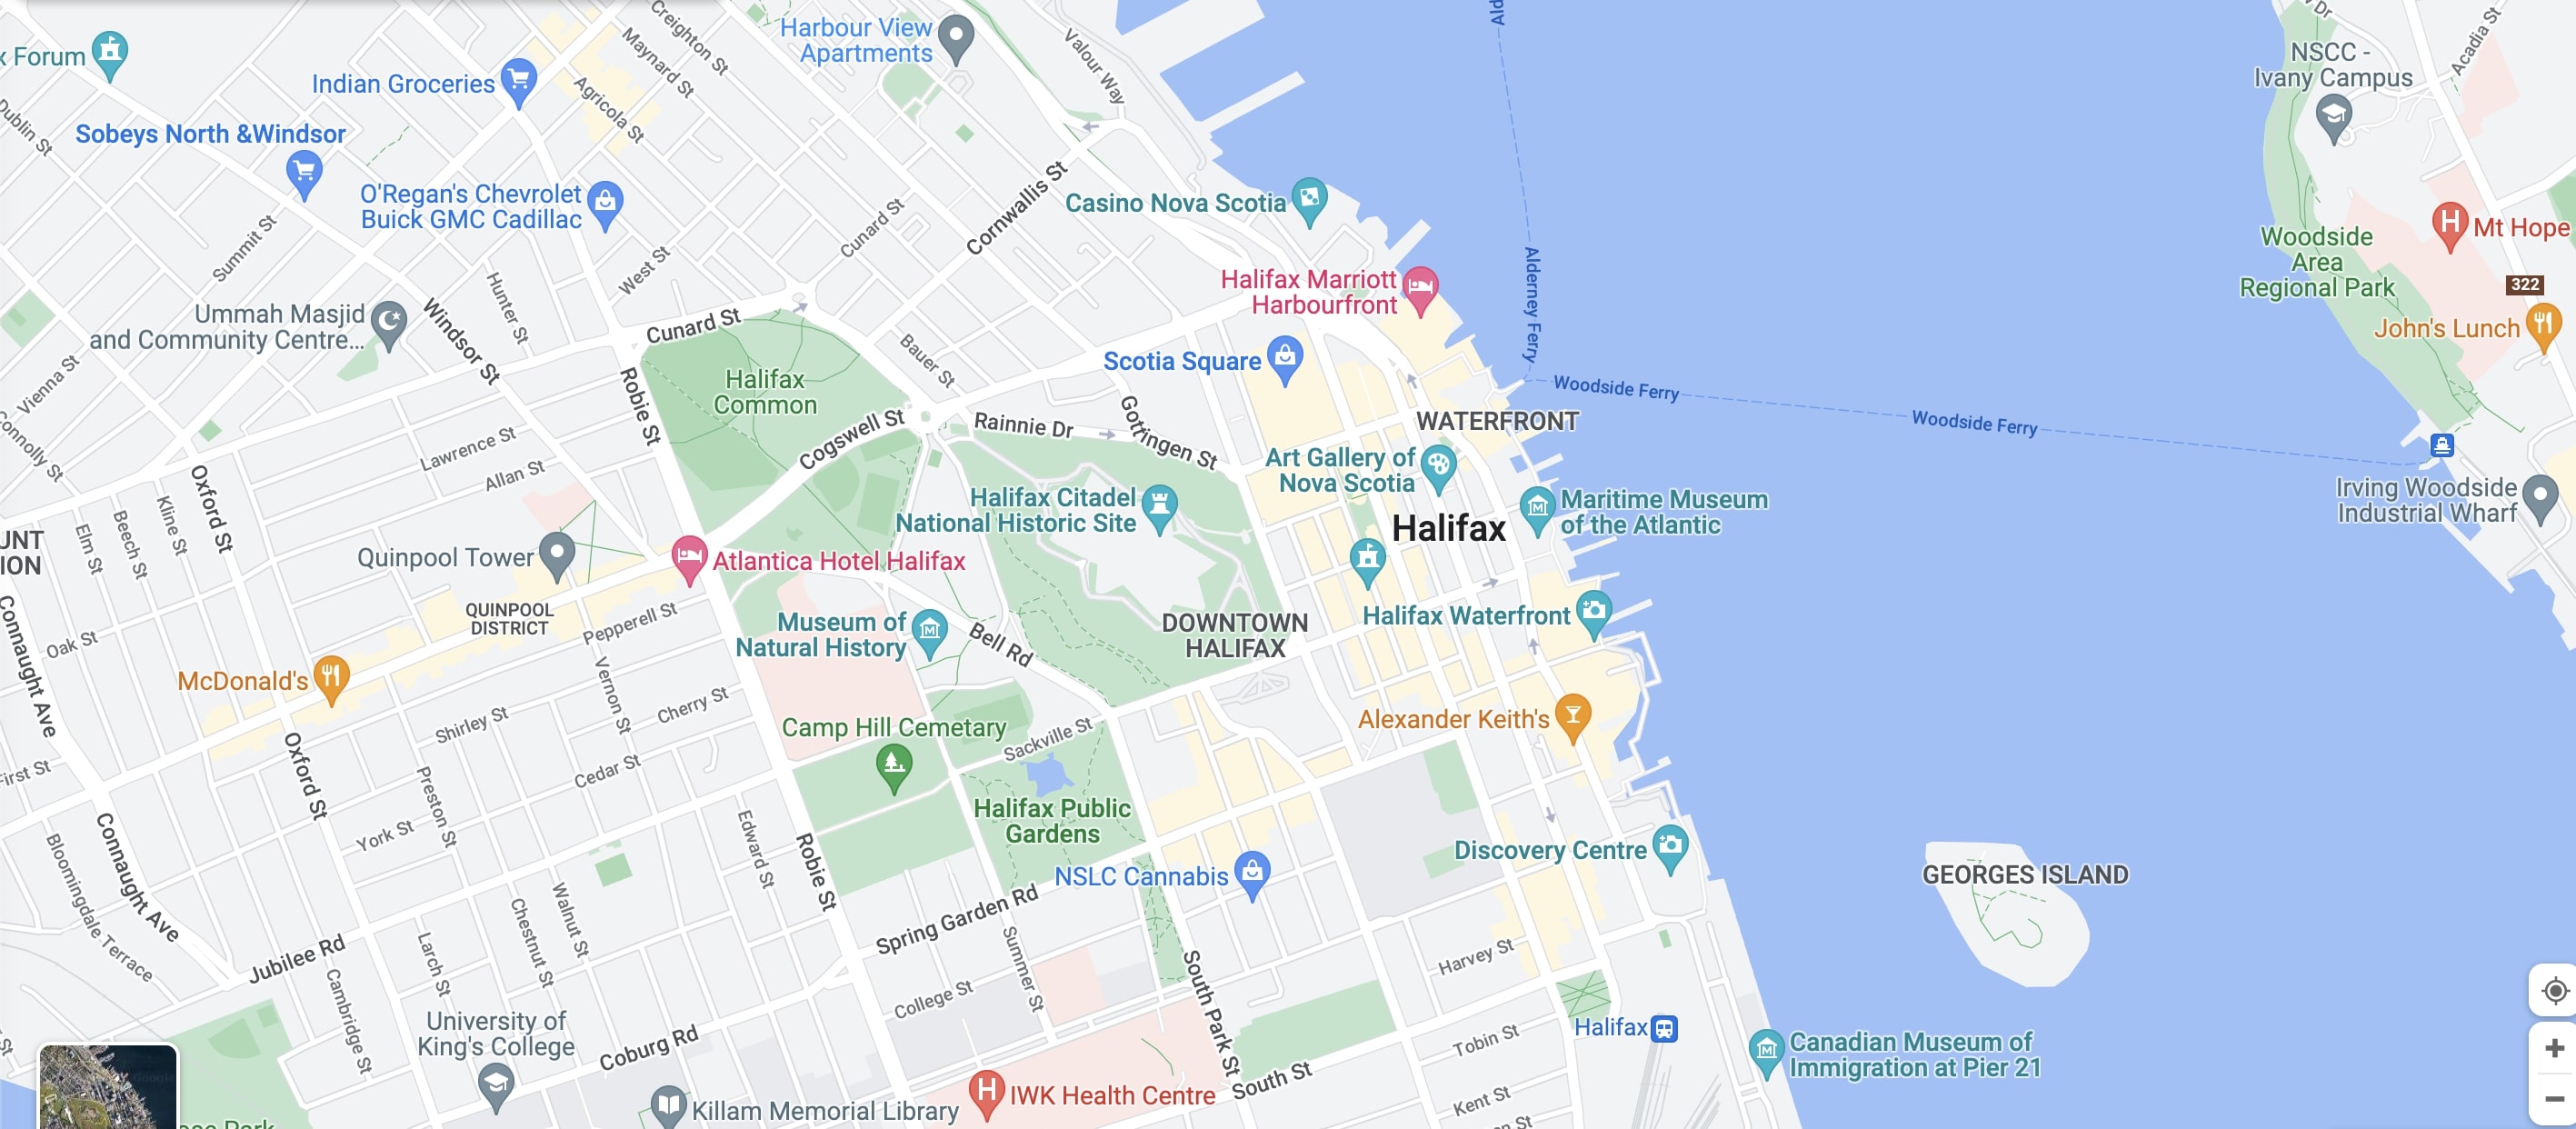 Creighton St
Maynard St
Harbour View
Apartments
Valour Way
Alp
Dr
Acadia St
NSCC -
Ivany Campus
x Forum
Indian Groceries
Agricola St
Dublin St
Sobeys North &Windsor
O'Regan's Chevrolet
Buick GMC Cadillac
Cornwallis St
Casino Nova Scotia
Cunard St
Summit St
West St
Hunter St
Halifax Marriott
Harbourfront
Alderney Ferry
Woodside
Area
Regional Park
Mt Hope
322
John's Lunch
Ummah Masjid
and Community Centre...
Windsor St
Cunard St
Bauer St
Scotia Square
Vienna St
Robie St
Halifax
Common
Cogswell St
Rainnie Dr
Gottingen St
WATERFRONT
Woodside Ferry
Woodside Ferry
Connolly St
Lawrence St
Allan St
Oxford St
Kline St
Beech St
Elm St
Art Gallery of
Nova Scotia
Halifax Citadel
National Historic Site
Halifax
Maritime Museum
of the Atlantic
Irving Woodside
Industrial Wharf
UNT
ION
Quinpool Tower
Atlantica Hotel Halifax
QUINPOOL
DISTRICT
Pepperell St
Museum of
Natural History
Bell Rd
DOWNTOWN
HALIFAX
Halifax Waterfront
Connaught Ave
Oak St
McDonald's
Vernon St
Shirley St
Cherry St
Camp Hill Cemetary
Sackville St
Alexander Keith's
First St
Oxford St
Preston St
Cedar St
York St
Edward St
Halifax Public
Gardens
Robie St
NSLC Cannabis
Discovery Centre
GEORGES ISLAND
Bloomingdale Terrace
Connaught Ave
Jubilee Rd
Larch St
Chestnut St
Walnut St
Spring Garden Rd
Summer St
South Park St
Harvey St
Cambridge St
College St
University of
King's College
Coburg Rd
Tobin St
Halifax
Canadian Museum of
Immigration at Pier 21
South St
Kent St
IWK Health Centre
Killam Memorial Library